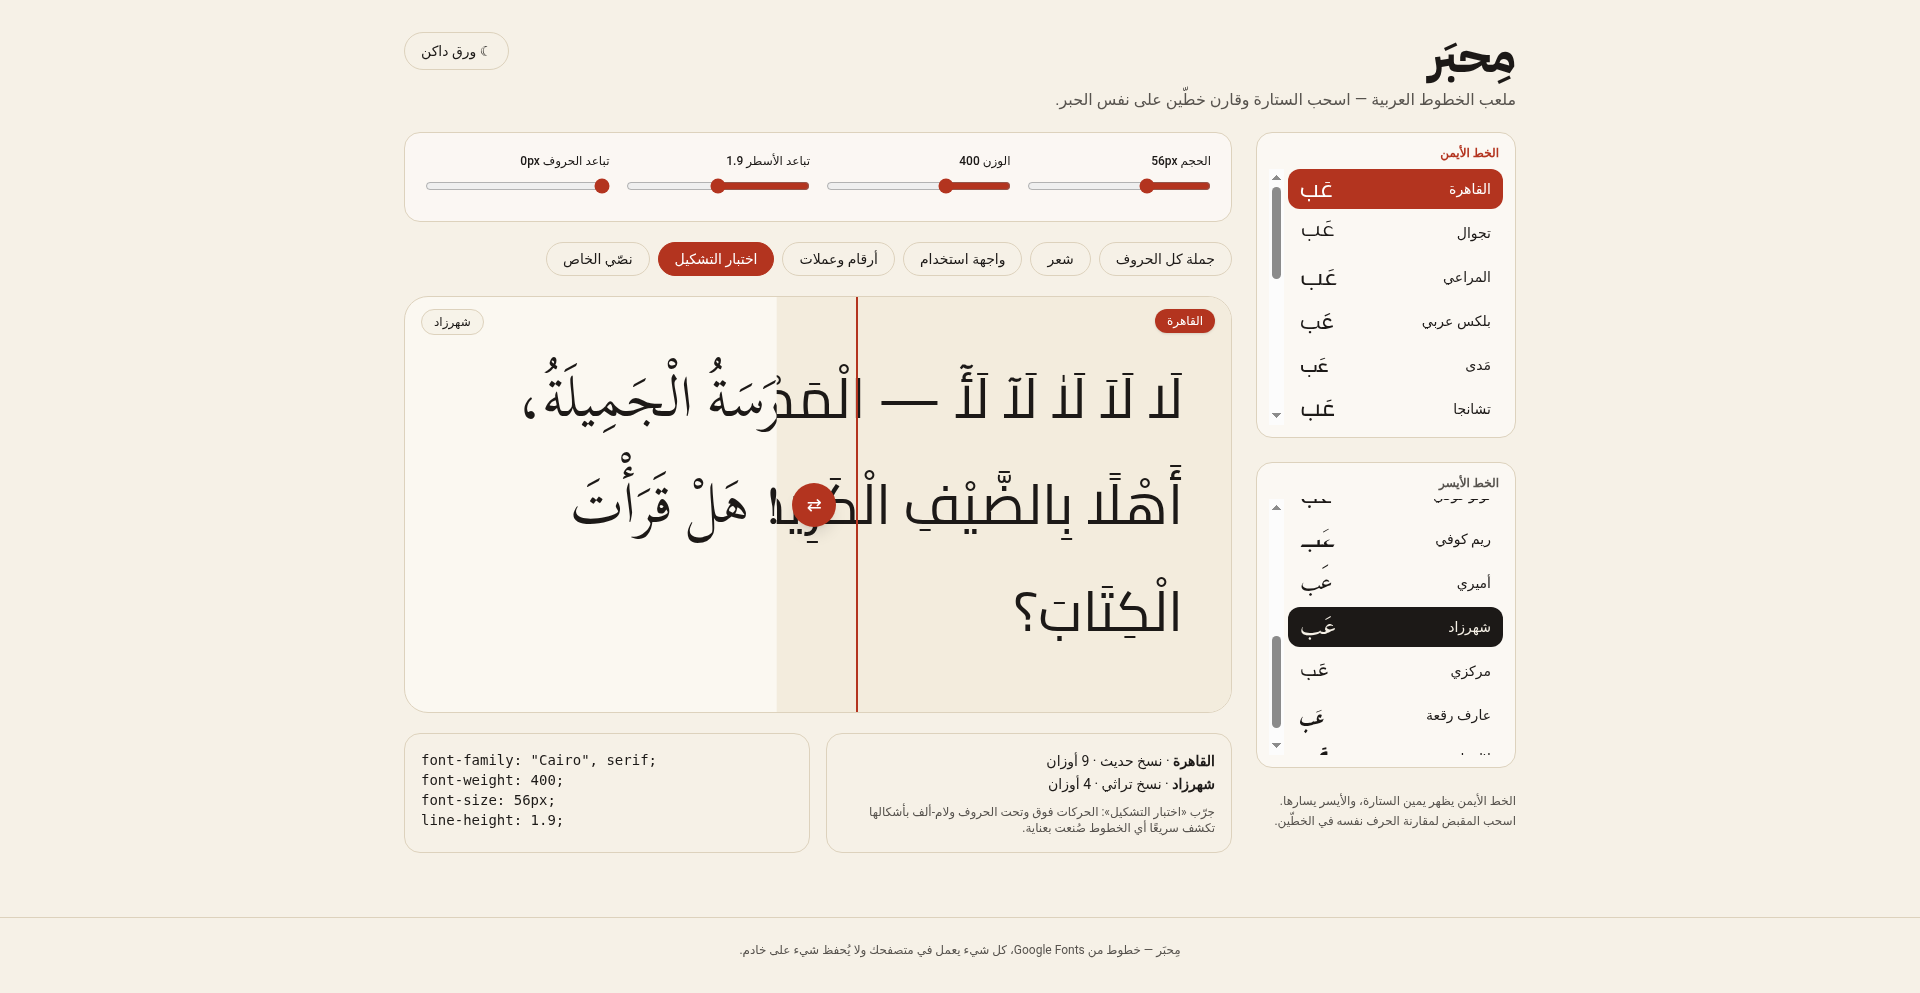 مِحبَر
ملعب الخطوط العربية — اسحب الستارة وقارن خطّين على نفس الحبر.
☾ ورق داكن
الخط الأيمن
القاهرة عَب
تجوال عَب
المراعي عَب
بلكس عربي عَب
مَدى عَب
تشانجا عَب
الخط الأيسر
ريم كوفي عَب
أميري عَب
شهرزاد عَب
مركزي عَب
عارف رقعة عَب
الخط الأيمن يظهر يمين الستارة، والأيسر يسارها.
اسحب المقبض لمقارنة الحرف نفسه في الخطّين.
الحجم 56px
الوزن 400
تباعد الأسطر 1.9
تباعد الحروف 0px
جملة كل الحروف
شعر
واجهة استخدام
أرقام وعملات
اختبار التشكيل
نصّي الخاص
القاهرة
شهرزاد
لَا لَآ لَلٰ لَآ لَأَ — الْمَدْرَسَةُ الْجَمِيلَةُ،
أَهْلًا بِالضَّيْفِ الْكَرِيمِ! هَلْ قَرَأْتَ
الْكِتَابَ؟
القاهرة · نسخ حديث · 9 أوزان
شهرزاد · نسخ تراثي · 4 أوزان
جرّب «اختبار التشكيل»: الحركات فوق وتحت الحروف ولام-ألف بأشكالها
تكشف سريعًا أي الخطوط صُنعت بعناية.
font-family: "Cairo", serif;
font-weight: 400;
font-size: 56px;
line-height: 1.9;
مِحبَر — خطوط من Google Fonts، كل شيء يعمل في متصفحك ولا يُحفظ شيء على خادم.